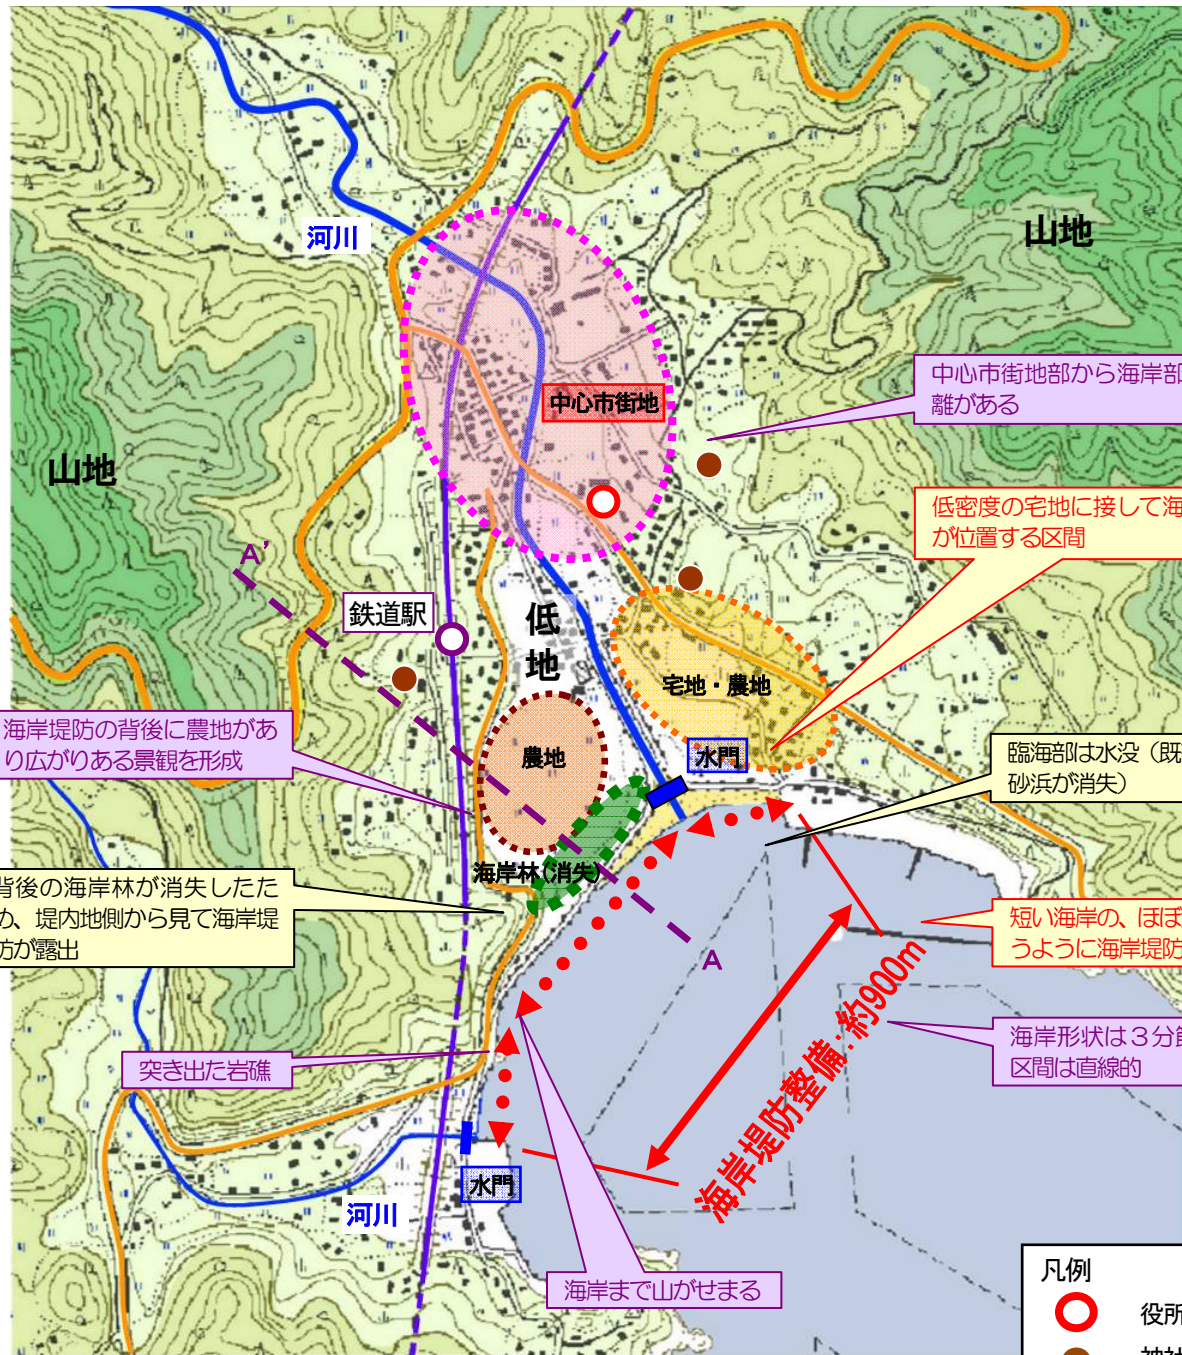 河川
山地
中心市街地
中心市街地部から海岸部
離がある
山地
低密度の宅地に接して海
が位置する区間
A'
鉄道駅
低地
宅地・農地
海岸堤防の背後に農地があ
り広がりある景観を形成
農地
水門
臨海部は水没（既
砂浜が消失）
海岸林(消失)
背後の海岸林が消失したた
め、堤内地側から見て海岸堤
防が露出
A
短い海岸の、ほぼ
うように海岸堤防
海岸堤防整備：約900m
海岸形状は３分節
区間は直線的
突き出た岩礁
水門
河川
海岸まで山がせまる
凡例
役所
神社